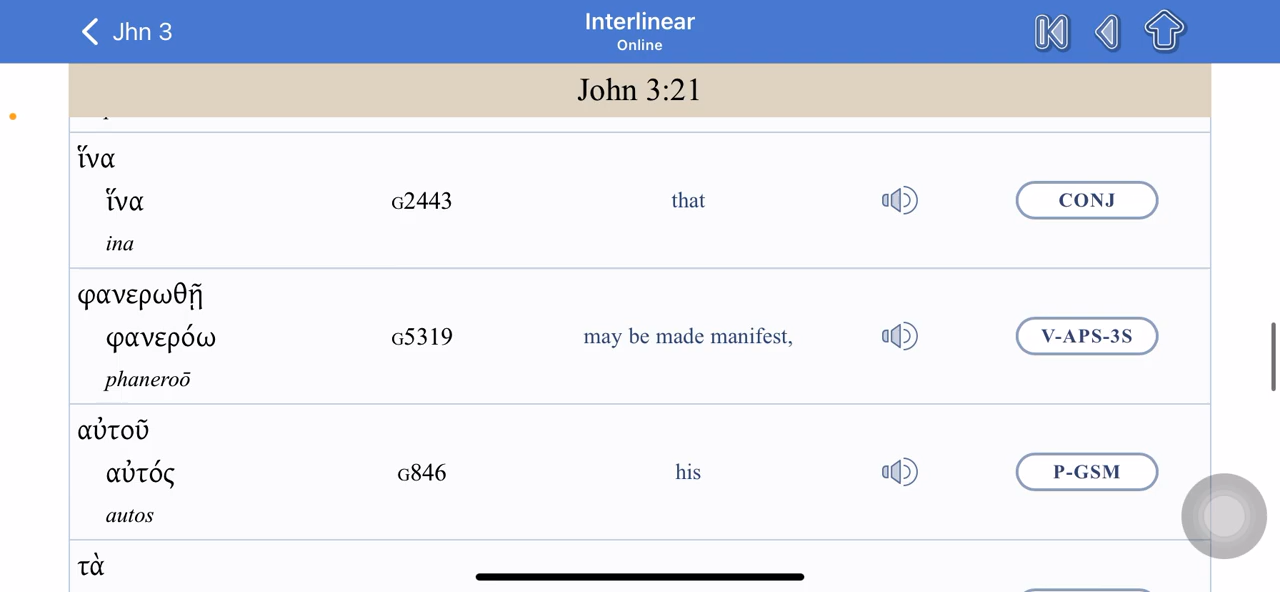 Jhn 3
Interlinear
Online
John 3:21
ἵνα
ἵνα G2443 that CONJ
ina
φανερωθῇ
φανερόω G5319 may be made manifest, V-APS-3S
phaneroō
αὐτοῦ
αὐτός G846 his P-GSM
autos
τὰ